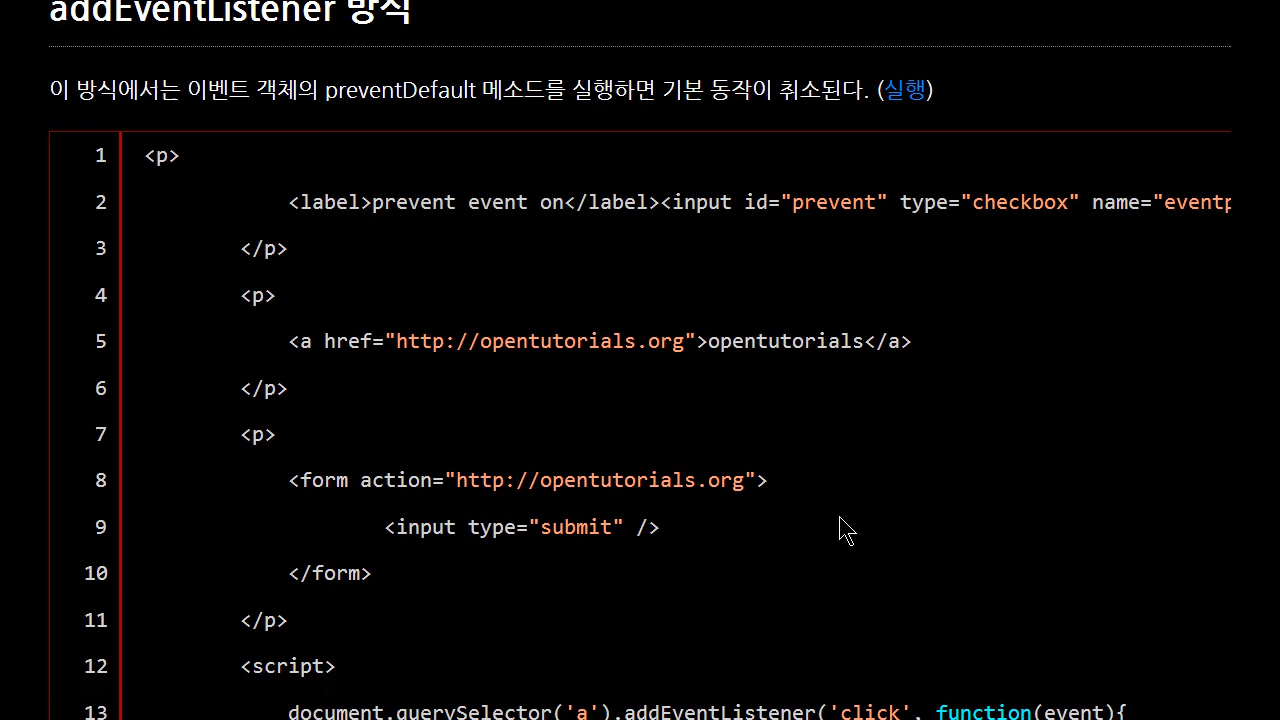 addEventListener 방식
이 방식에서는 이벤트 객체의 preventDefault 메소드를 실행하면 기본 동작이 취소된다. (실행)
1 <p>
2 <label>prevent event on</label><input id="prevent" type="checkbox" name="eventp
3 </p>
4 <p>
5 <a href="http://opentutorials.org">opentutorials</a>
6 </p>
7 <p>
8 <form action="http://opentutorials.org">
9 <input type="submit" />
10 </form>
11 </p>
12 <script>
13 document.querySelector('a').addEventListener('click', function(event){